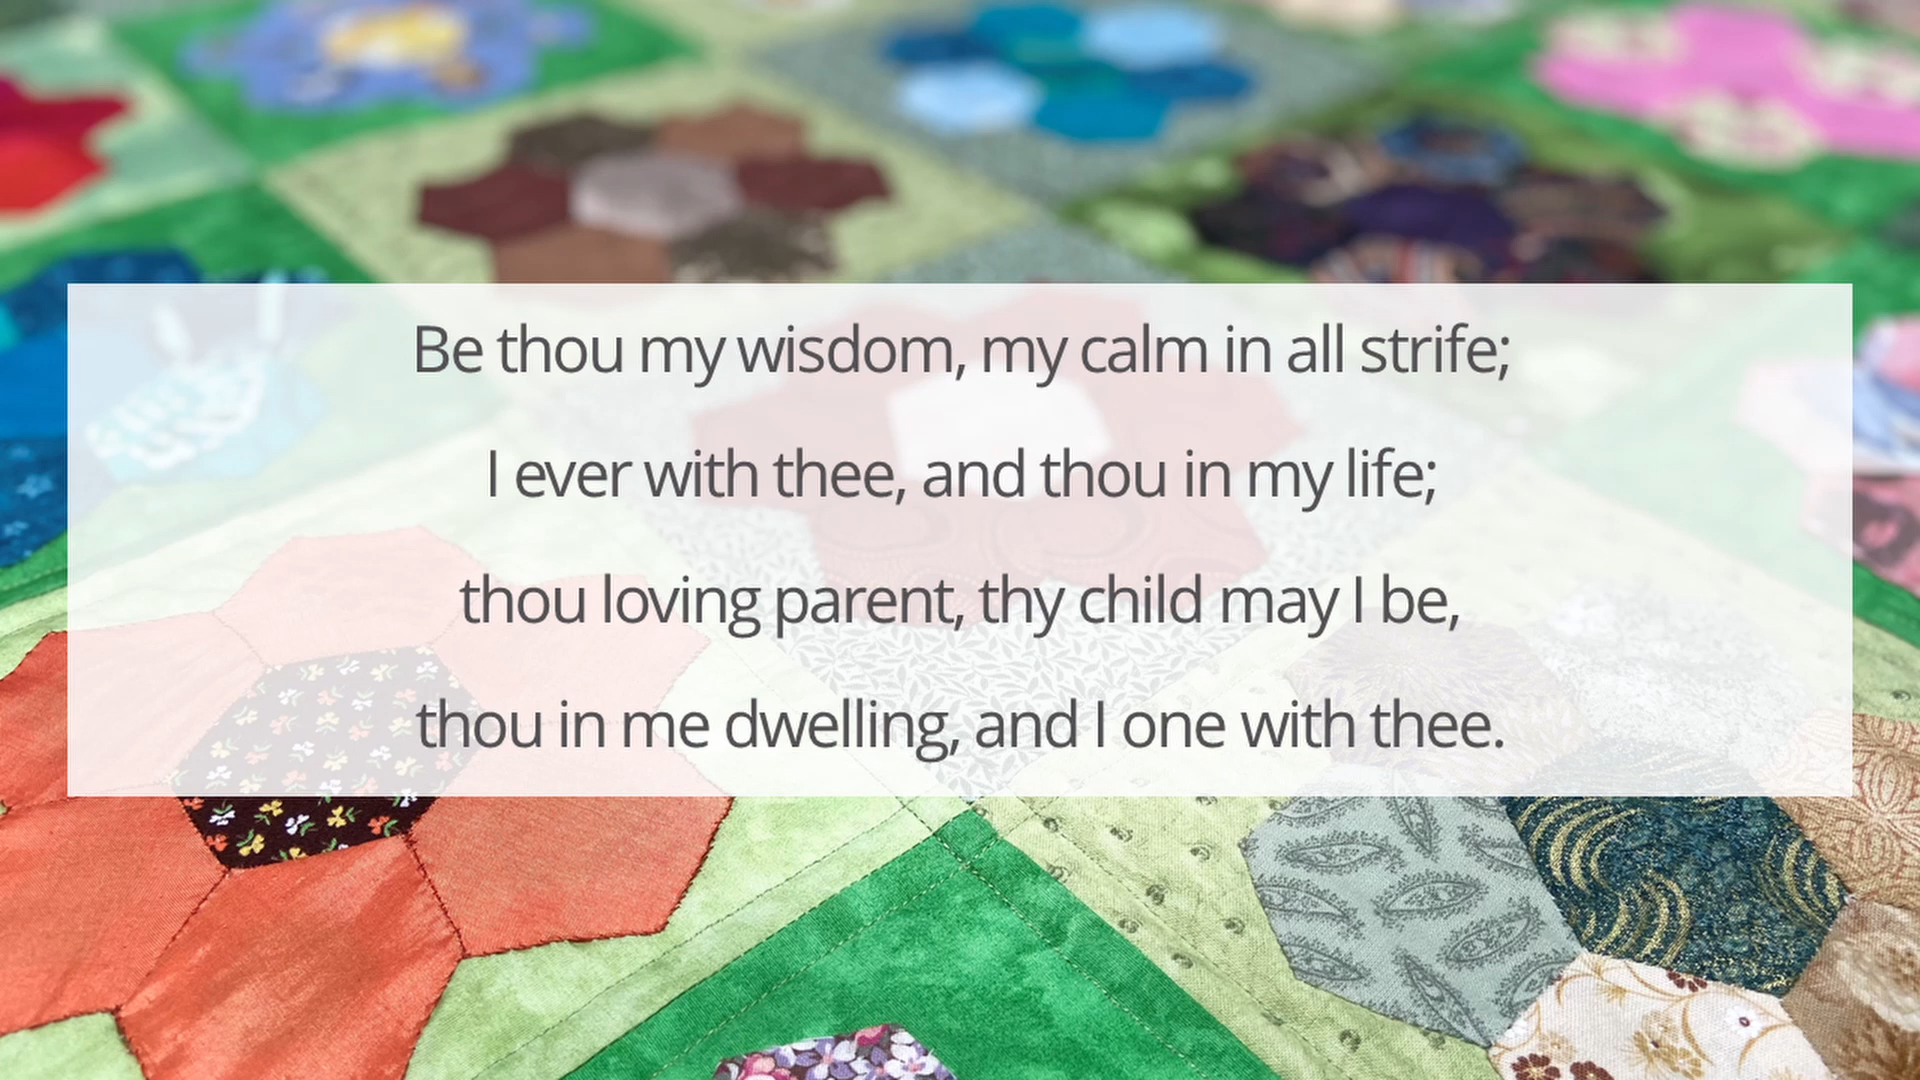 Be thou my wisdom, my calm in all strife;
I ever with thee, and thou in my life;
thou loving parent, thy child may I be,
thou in me dwelling, and I one with thee.